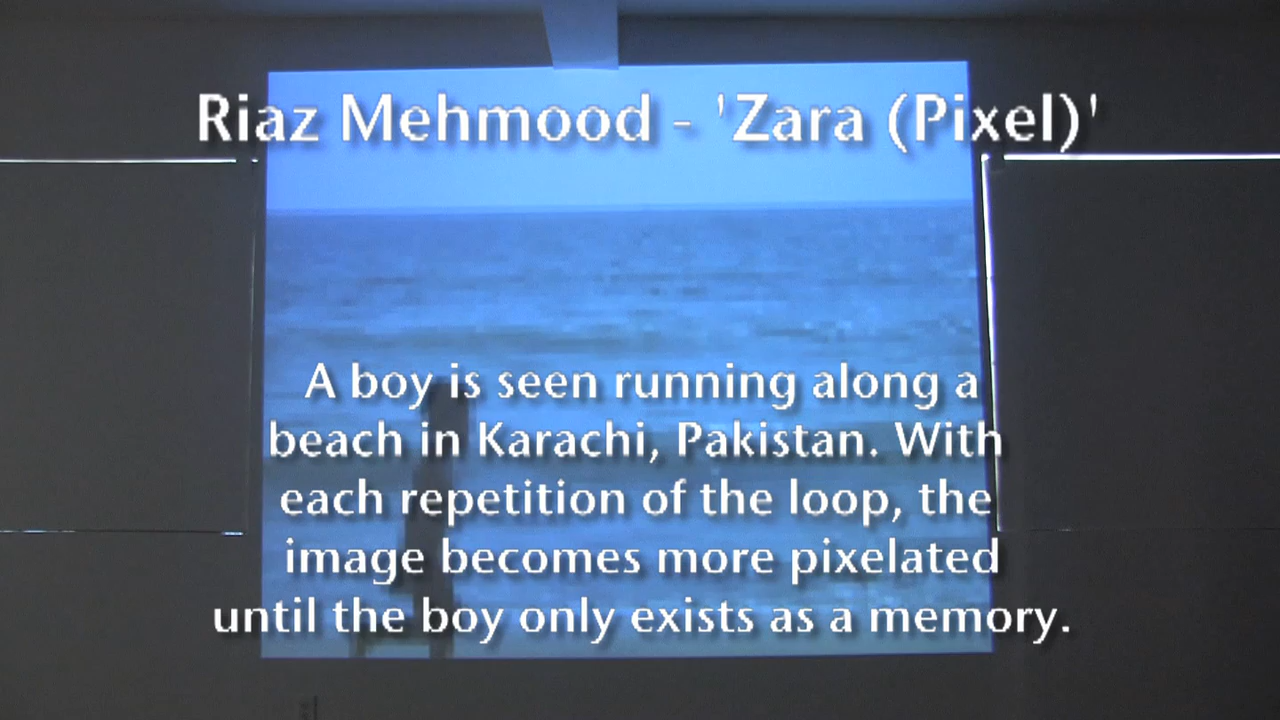 Riaz Mehmood - 'Zara (Pixel)'
A boy is seen running along a
beach in Karachi, Pakistan. With
each repetition of the loop, the
image becomes more pixelated
until the boy only exists as a memory.